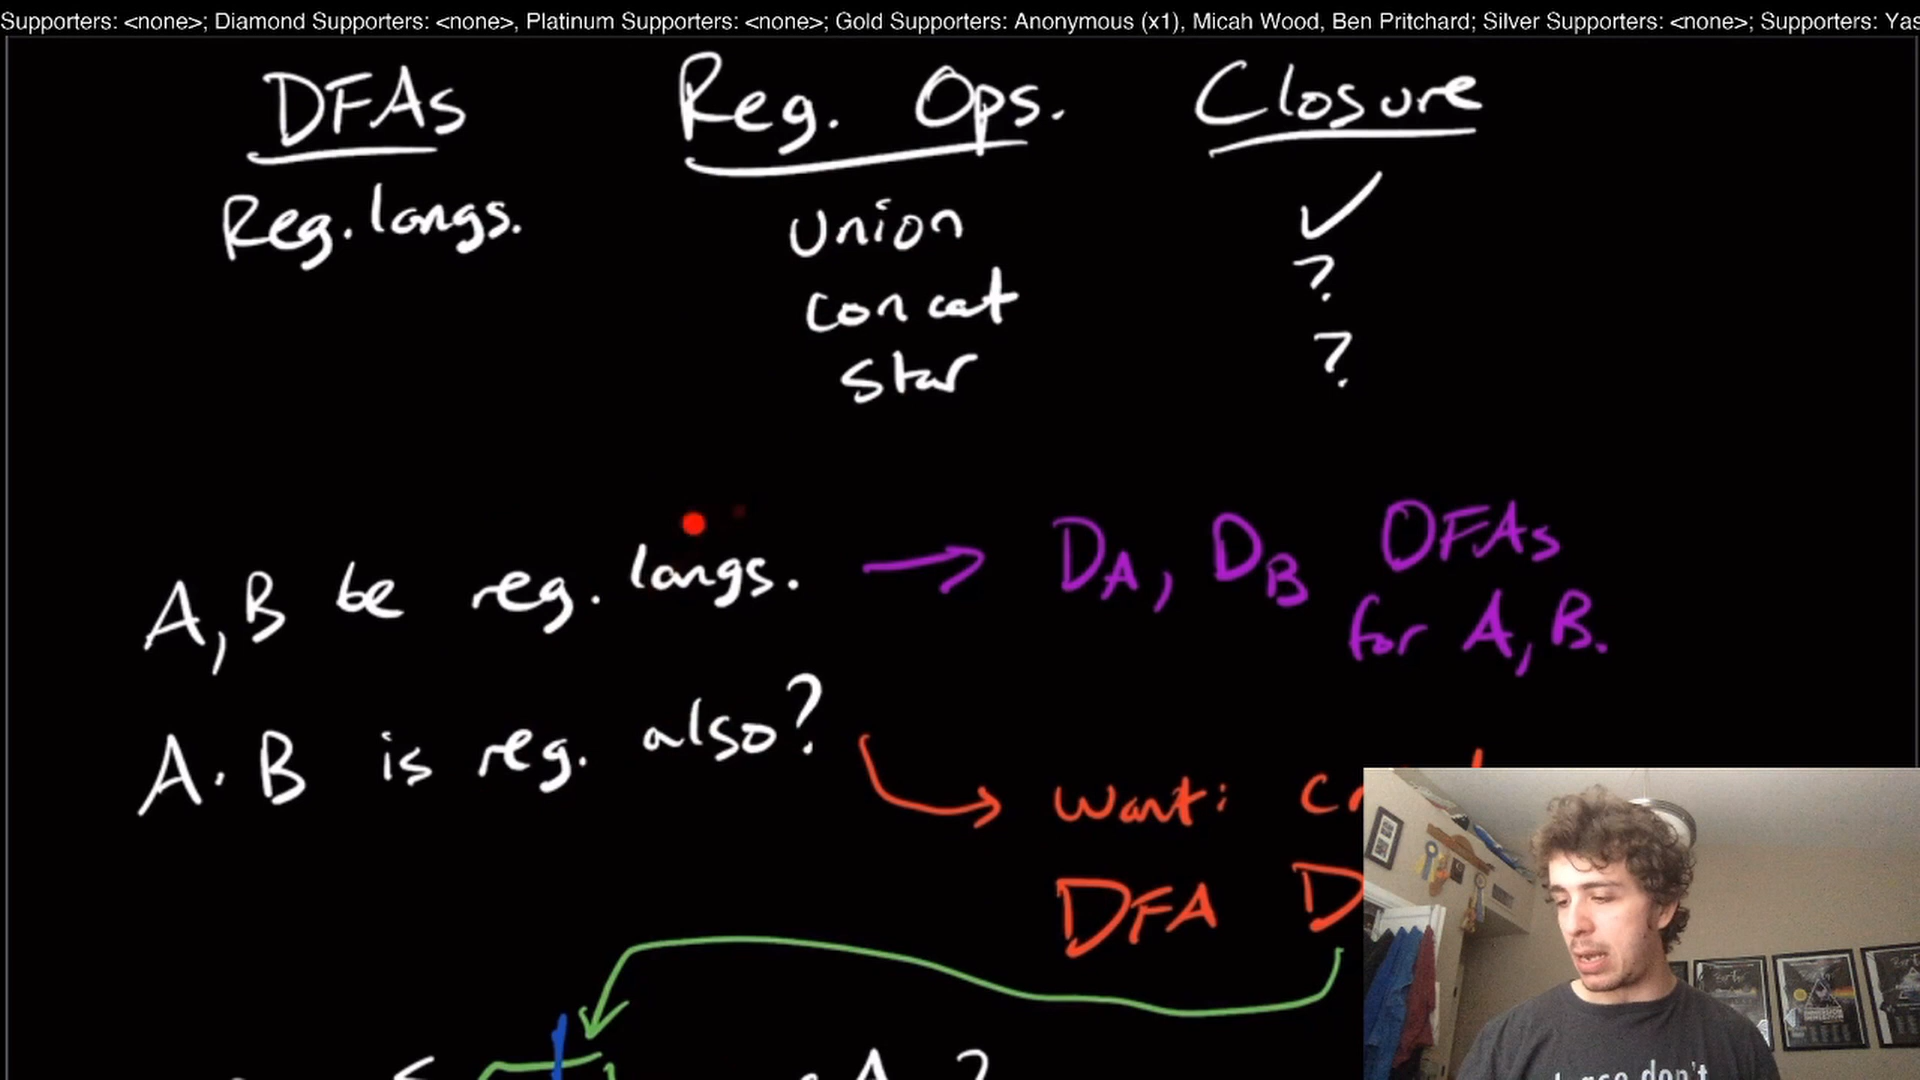 Supporters: <none>; Diamond Supporters: <none>, Platinum Supporters: <none>; Gold Supporters: Anonymous (x1), Micah Wood, Ben Pritchard; Silver Supporters: <none>; Supporters: Yas
DFAs Reg. Ops. Closure
Reg. langs. Union ✓
concat ?
Star ?
A, B be reg. langs. → DA, DB DFAs
for A, B.
A · B is reg. also?
Want:
DFA D
don't